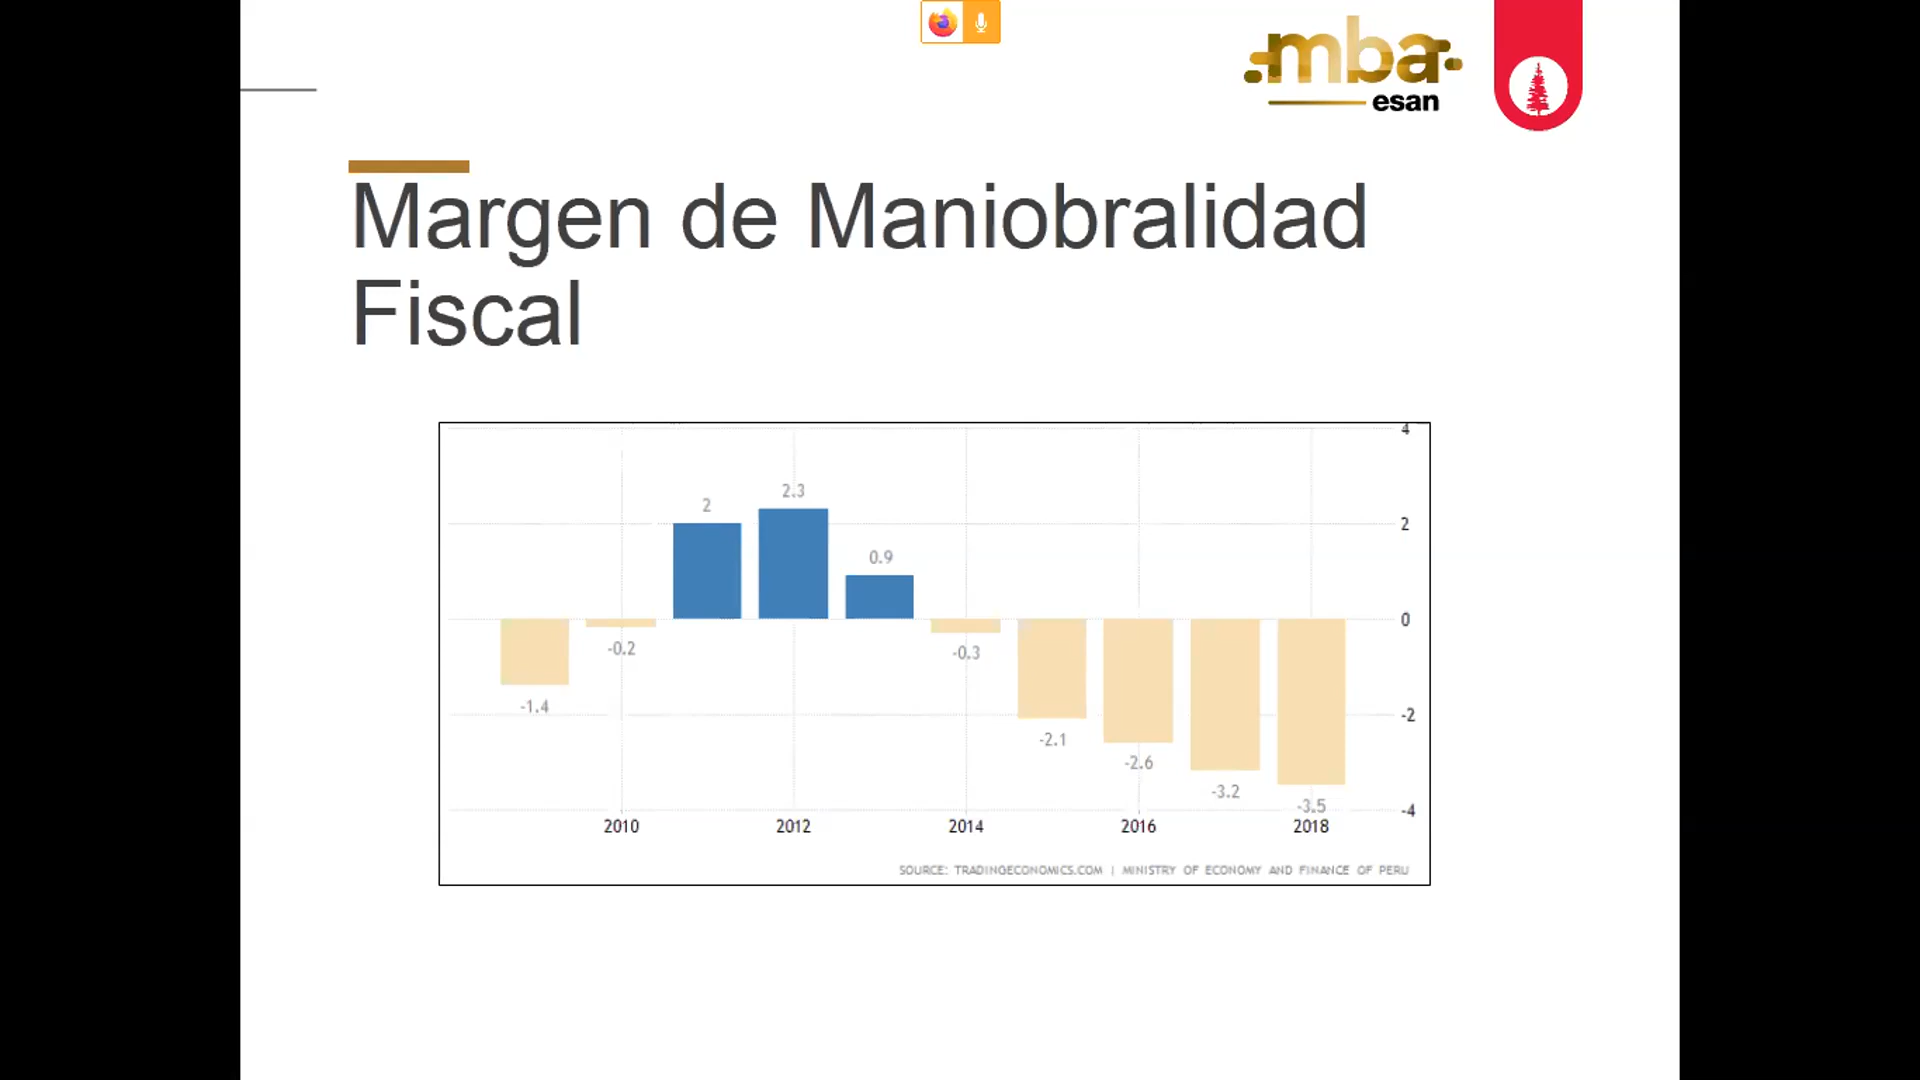 mba
esan
Margen de Maniobralidad
Fiscal
4
2
0
-2
-4
-1.4
-0.2
2
2.3
0.9
-0.3
-2.1
-2.6
-3.2
-3.5
2010 2012 2014 2016 2018
SOURCE: TRADINGECONOMICS.COM | MINISTRY OF ECONOMY AND FINANCE OF PERU